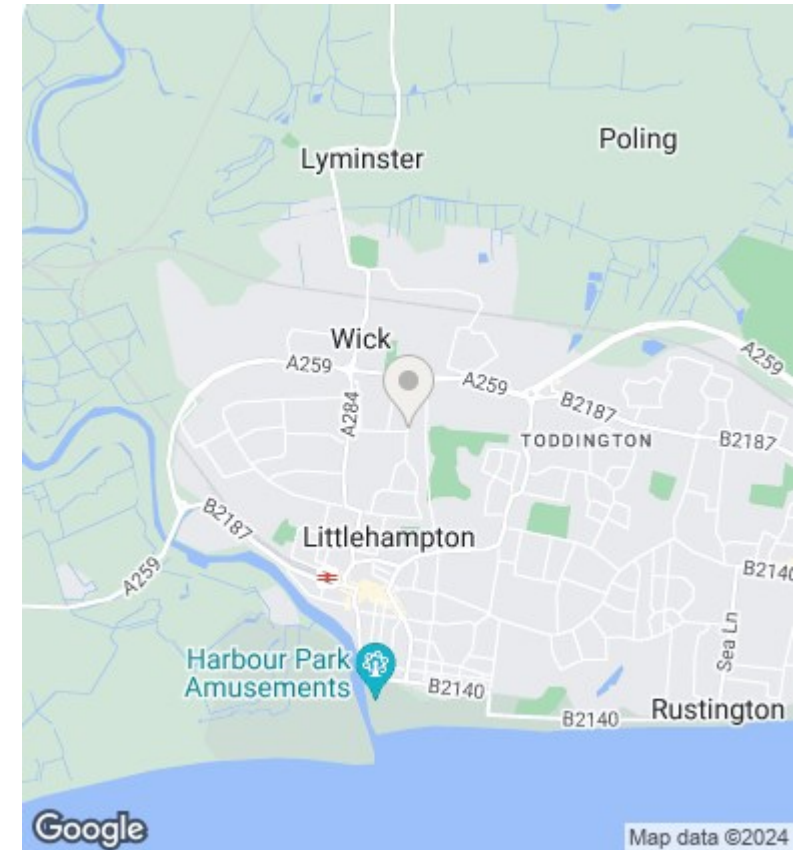 Poling
Lyminster
Wick
A259
A259
A259
A284
B2187
B2187
TODDINGTON
B2187
Littlehampton
A259
B2140
Sea Ln
Harbour Park
Amusements
B2140
B2140
Rustington
Google
Map data ©2024